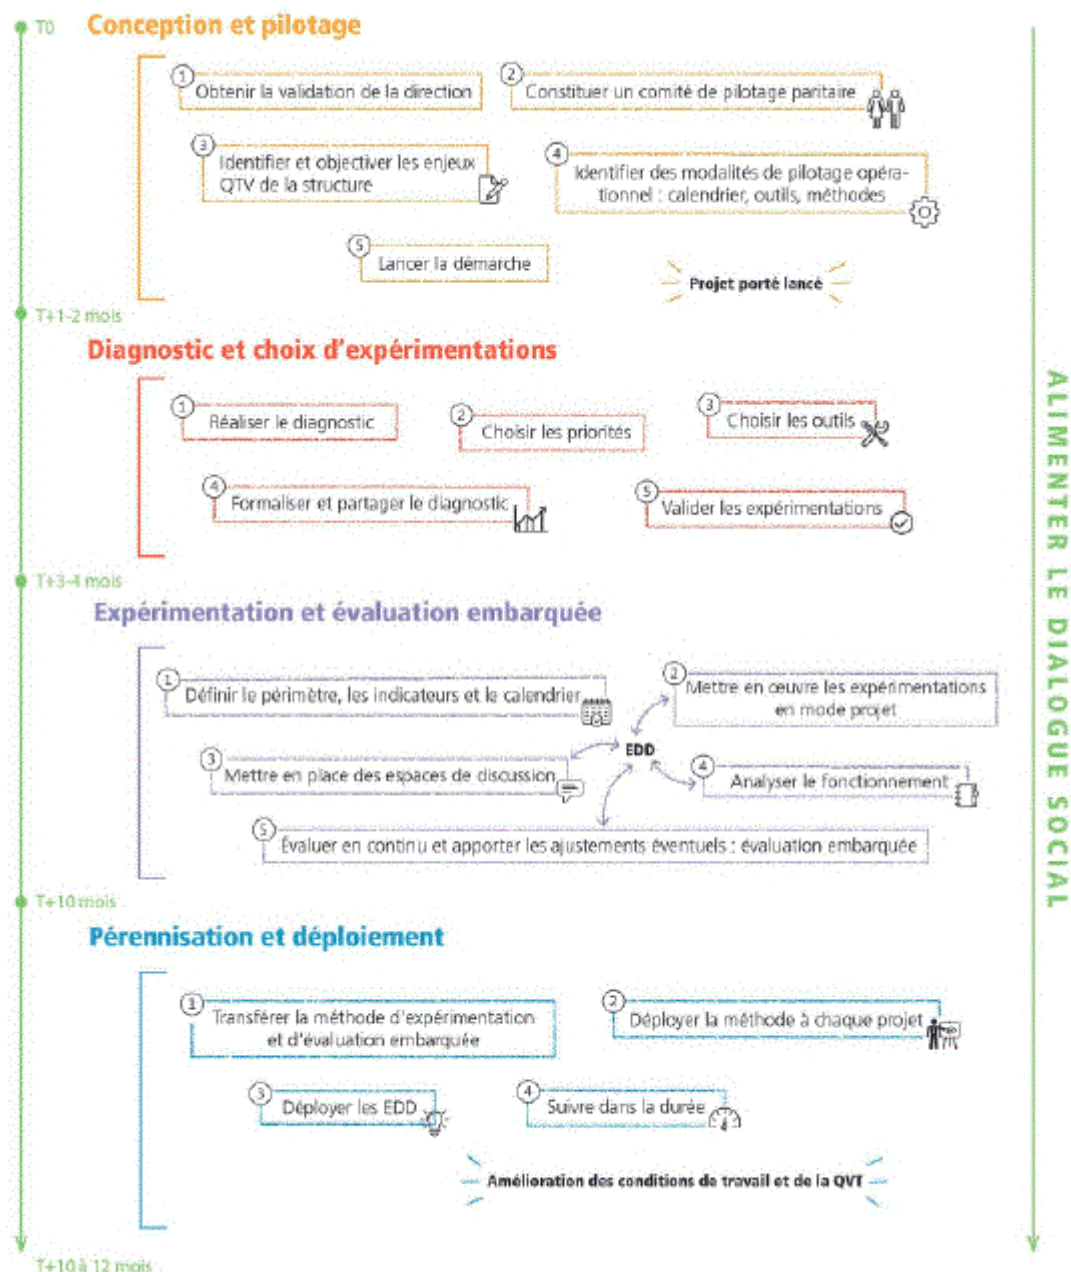 T0
Conception et pilotage
1
Obtenir la validation de la direction
2
Constituer un comité de pilotage paritaire
3
Identifier et objectiver les enjeux
QTV de la structure
4
Identifier des modalités de pilotage opéra-
tionnel : calendrier, outils, méthodes
5
Lancer la démarche
Projet porté lancé
T+1-2 mois
Diagnostic et choix d'expérimentations
1
Réaliser le diagnostic
2
Choisir les priorités
3
Choisir les outils
4
Formaliser et partager le diagnostic
5
Valider les expérimentations
T+3-4 mois
Expérimentation et évaluation embarquée
1
Définir le périmètre, les indicateurs et le calendrier
2
Mettre en œuvre les expérimentations
en mode projet
EDD
3
Mettre en place des espaces de discussion
4
Analyser le fonctionnement
5
Évaluer en continu et apporter les ajustements éventuels : évaluation embarquée
T+10 mois
Pérennisation et déploiement
1
Transférer la méthode d'expérimentation
et d'évaluation embarquée
2
Déployer la méthode à chaque projet
3
Déployer les EDD
4
Suivre dans la durée
Amélioration des conditions de travail et de la QVT
T+10 à 12 mois
ALIMENTER LE DIALOGUE SOCIAL